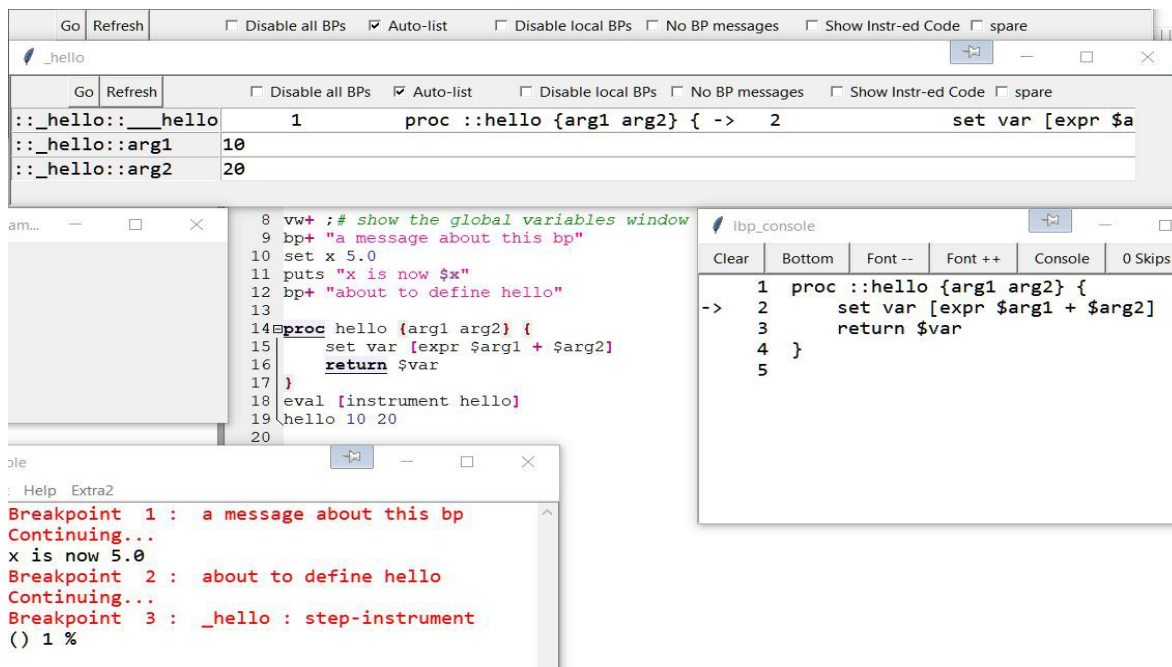 Go Refresh Disable all BPs Auto-list Disable local BPs No BP messages Show Instr-ed Code spare
_hello
Go Refresh Disable all BPs Auto-list Disable local BPs No BP messages Show Instr-ed Code spare
::_hello::___hello 1 proc ::hello {arg1 arg2} { -> 2 set var [expr $a
::_hello::arg1 10
::_hello::arg2 20
am...
8 vw+ ;# show the global variables window
9 bp+ "a message about this bp"
10 set x 5.0
11 puts "x is now $x"
12 bp+ "about to define hello"
13
14 proc hello {arg1 arg2} {
15 set var [expr $arg1 + $arg2]
16 return $var
17 }
18 eval [instrument hello]
19 hello 10 20
20
lbp_console
Clear Bottom Font -- Font ++ Console 0 Skips
1 proc ::hello {arg1 arg2} {
-> 2 set var [expr $arg1 + $arg2]
3 return $var
4 }
5
ole
Help Extra2
Breakpoint 1 : a message about this bp
Continuing...
x is now 5.0
Breakpoint 2 : about to define hello
Continuing...
Breakpoint 3 : _hello : step-instrument
() 1 %